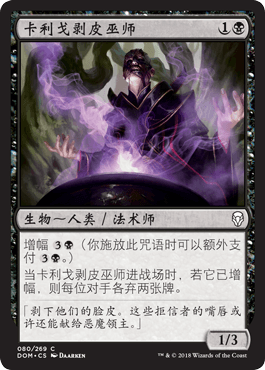 卡利戈剥皮巫师 1
生物～人类／法术师
增幅 3（你施放此咒语时可以额外支
付 3。）
当卡利戈剥皮巫师进战场时，若它已增
幅，则每位对手各弃两张牌。
「剥下他们的脸皮。这些拒信者的嘴唇或
许还能献给恶魔领主。」
1/3
080/269 C
DOM • CS DAARKEN
™ & © 2018 Wizards of the Coast